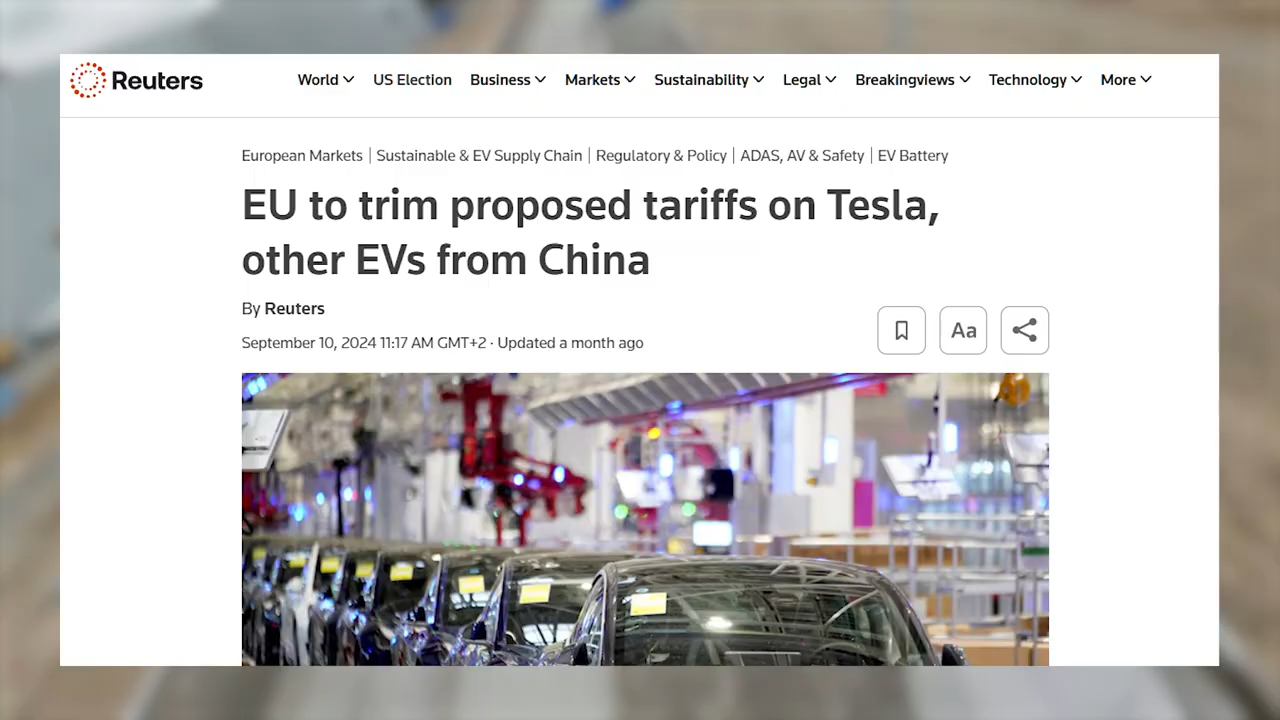 Reuters
World US Election Business Markets Sustainability Legal Breakingviews Technology More
European Markets | Sustainable & EV Supply Chain | Regulatory & Policy | ADAS, AV & Safety | EV Battery
EU to trim proposed tariffs on Tesla,
other EVs from China
By Reuters
September 10, 2024 11:17 AM GMT+2 · Updated a month ago
Aa